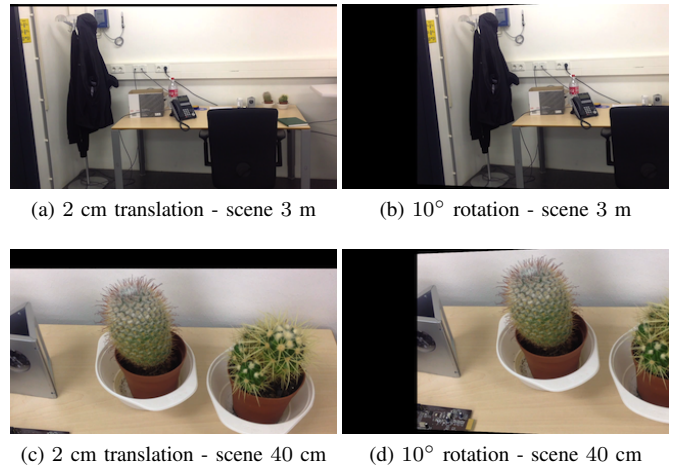 (a) 2 cm translation - scene 3 m
(b) 10° rotation - scene 3 m
(c) 2 cm translation - scene 40 cm
(d) 10° rotation - scene 40 cm